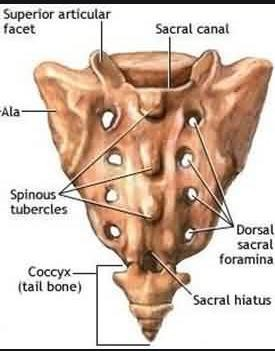 Superior articular
facet
Sacral canal
Ala
Spinous
tubercles
Dorsal
sacral
foramina
Coccyx
(tail bone)
Sacral hiatus